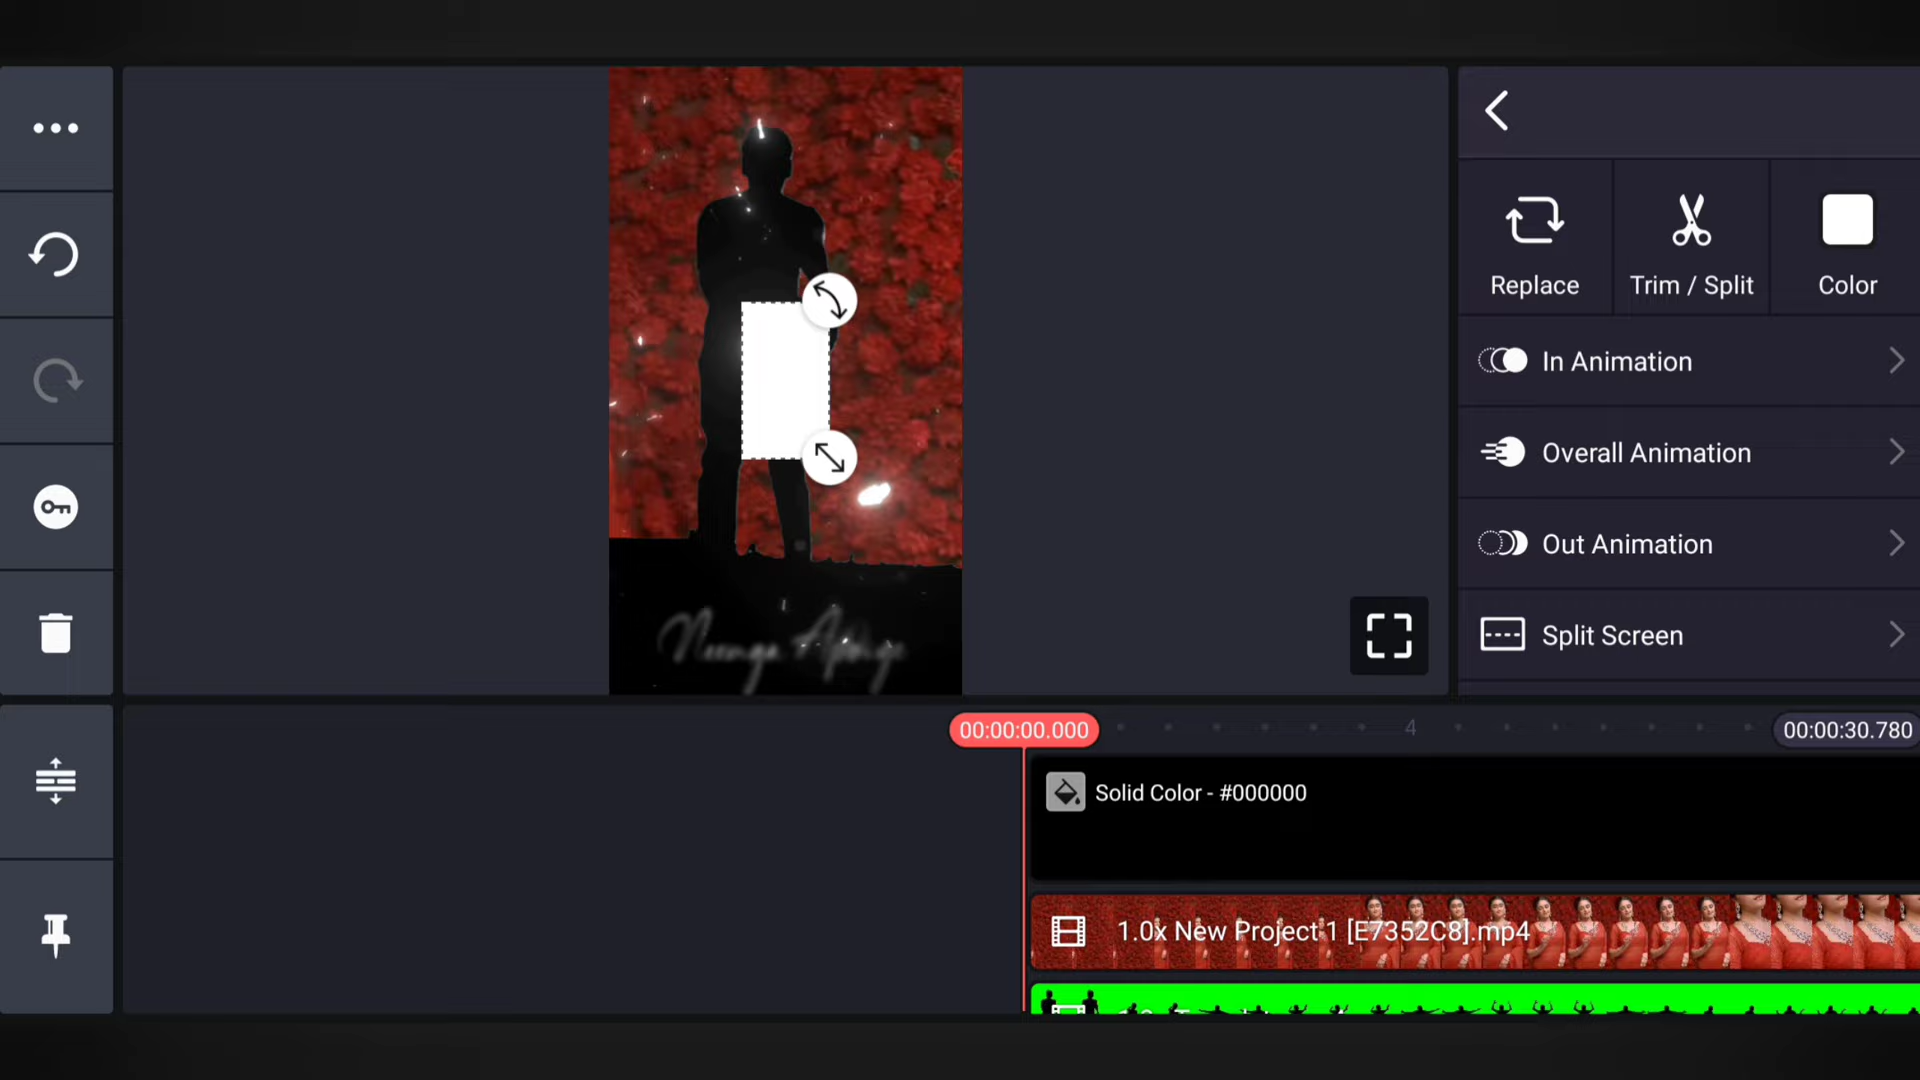 Replace
Trim / Split
Color
In Animation
Overall Animation
Out Animation
Split Screen
00:00:00.000
4
00:00:30.780
Solid Color - #000000
1.0x New Project 1 [E7352C8].mp4